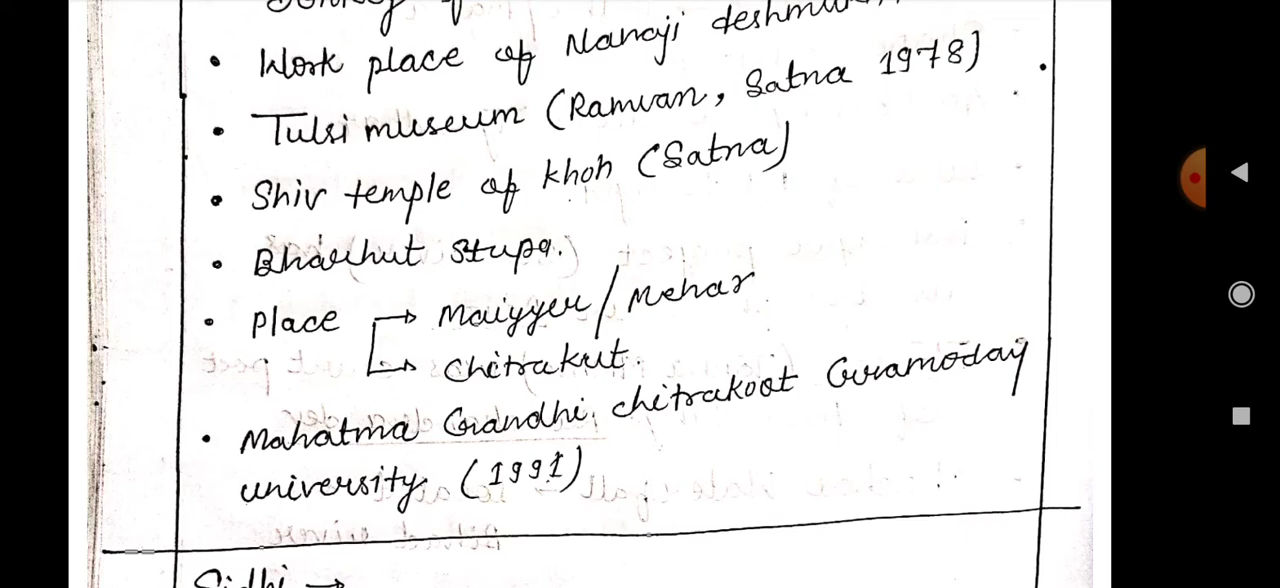 • Work place of Nanaji deshmukh
• Tulsi museum (Ramvan, Satna 1978)
• Shiv temple of khoh (Satna)
• Bharhut Stupa.
• Place → Maiyyer / Mehar
→ Chitrakut.
• Mahatma Gandhi, chitrakoot Gramoday
university. (1991)
Sidhi →